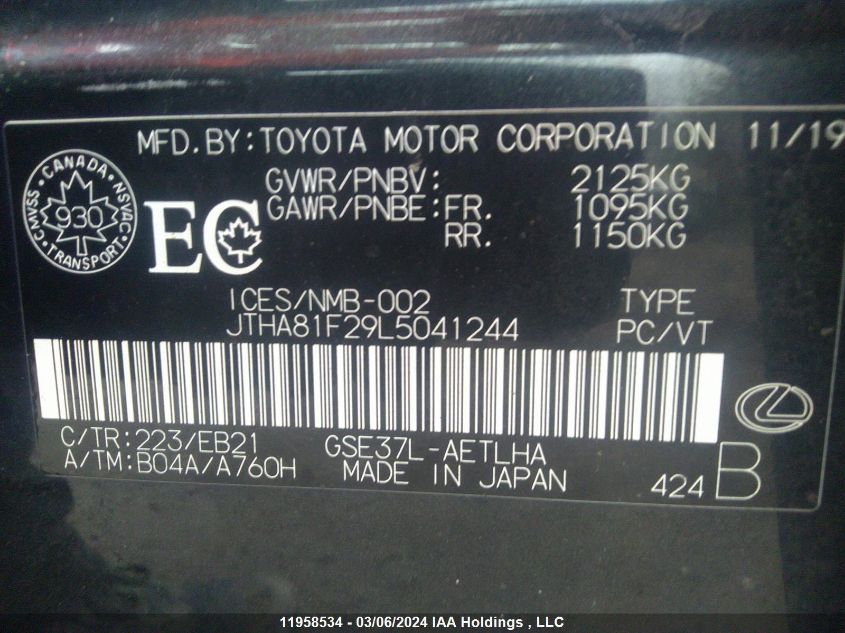 MFD.BY:TOYOTA MOTOR CORPORATION 11/19
GVWR/PNBV: 2125KG
GAWR/PNBE:FR. 1095KG
RR. 1150KG
CANADA
CMVSS
930
NSVAC
TRANSPORT
EC
ICES/NMB-002 TYPE
JTHA81F29L5041244 PC/VT
C/TR:223/EB21 GSE37L-AETLHA
A/TM:B04A/A760H MADE IN JAPAN 424 B
11958534 - 03/06/2024 IAA Holdings , LLC